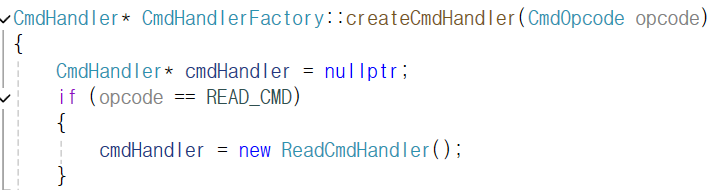 CmdHandler* CmdHandlerFactory::createCmdHandler(CmdOpcode opcode)
{
    CmdHandler* cmdHandler = nullptr;
    if (opcode == READ_CMD)
    {
        cmdHandler = new ReadCmdHandler();
    }